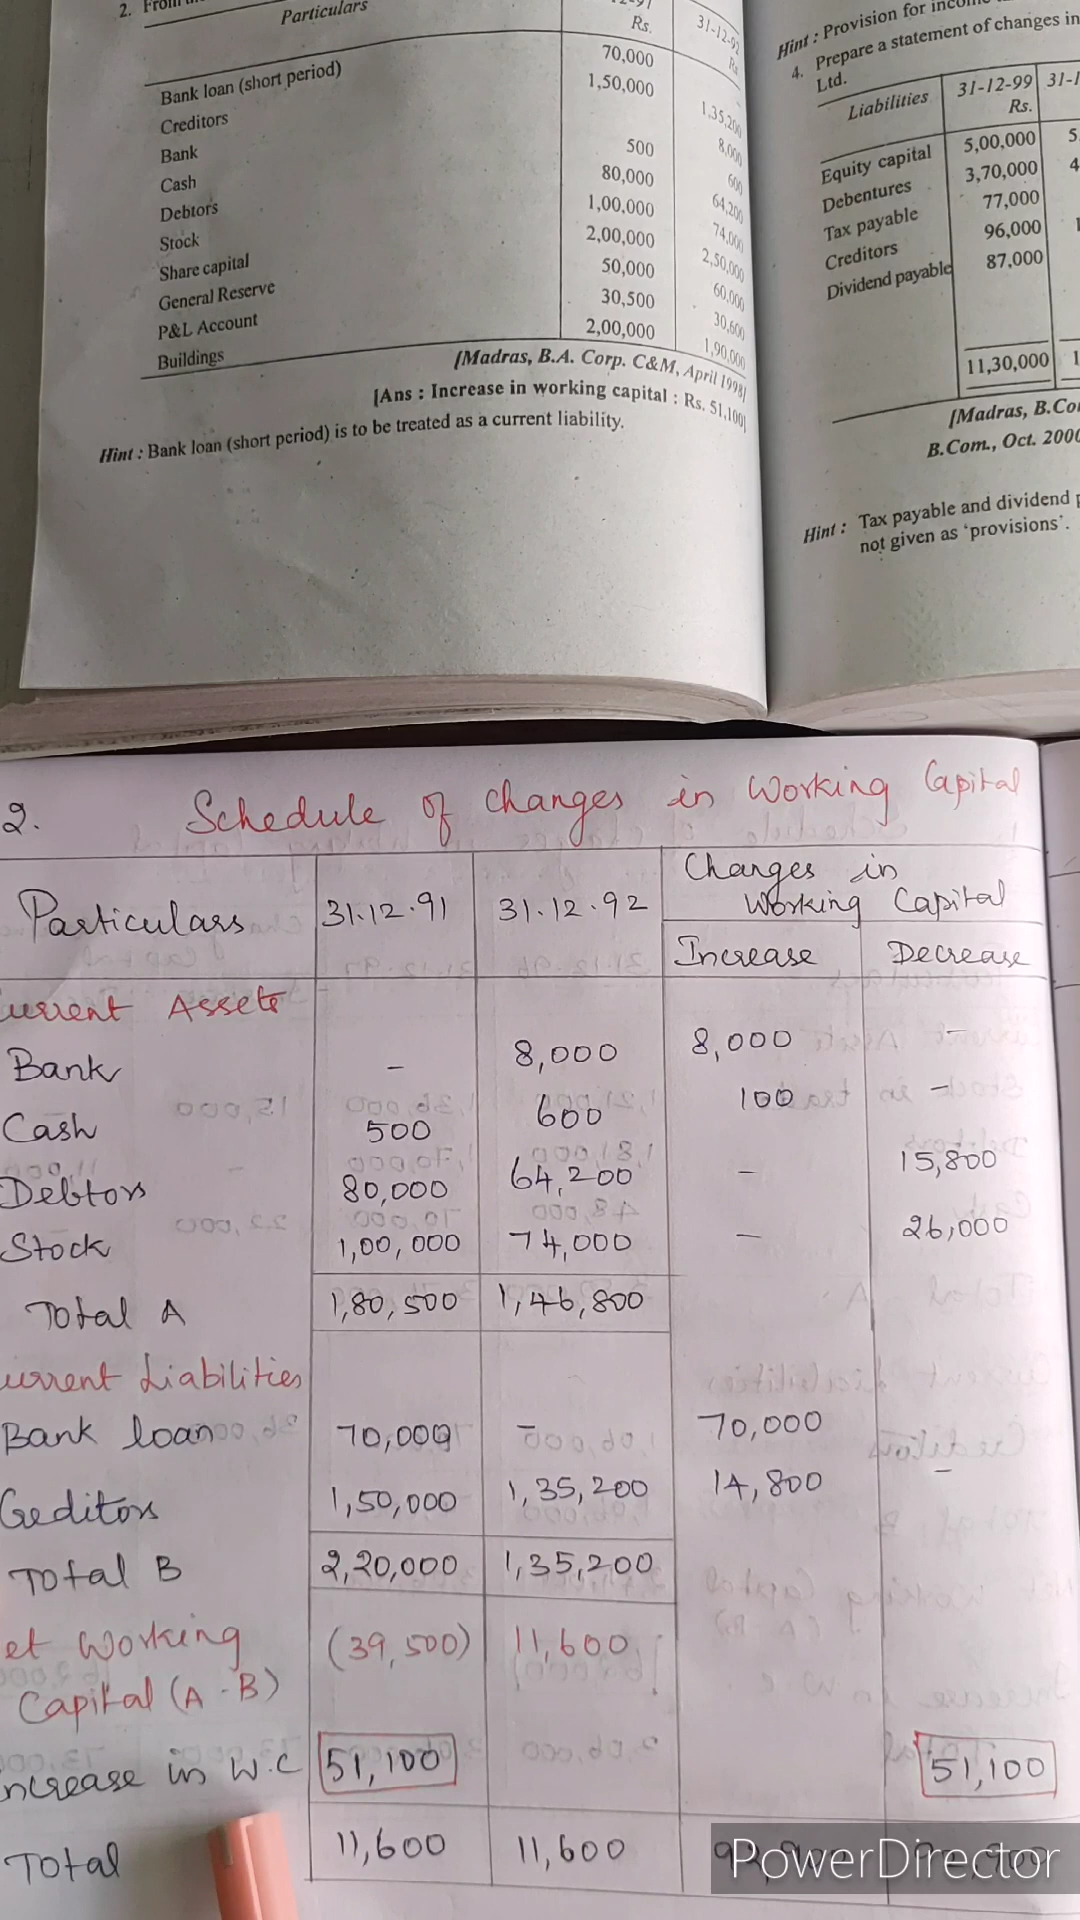 2. From
Particulars
31-12-92
Rs.
Bank loan (short period) 70,000
Creditors 1,50,000 1,35,200
Bank 8,000
Cash 500 600
Debtors 80,000 64,200
Stock 1,00,000 74,000
Share capital 2,00,000 2,50,000
General Reserve 50,000 60,000
P&L Account 30,500 30,600
Buildings 2,00,000 1,90,000
[Madras, B.A. Corp. C&M, April 1998]
[Ans : Increase in working capital : Rs. 51,100]
Hint : Bank loan (short period) is to be treated as a current liability.
Hint : Provision for
4. Prepare a statement of changes in
Ltd.
Liabilities 31-12-99 31-1
Rs.
Equity capital 5,00,000 5
Debentures 3,70,000 4
Tax payable 77,000
Creditors 96,000
Dividend payable 87,000
11,30,000
[Madras, B.Co
B.Com., Oct. 2000
Hint : Tax payable and dividend p
not given as 'provisions'.
2. Schedule of changes in Working Capital
Particulars 31.12.91 31.12.92 Changes in Working Capital
Increase Decrease
urrent Assets
Bank - 8,000 8,000 -
Cash 500 600 100 -
Debtors 80,000 64,200 - 15,800
Stock 1,00,000 74,000 - 26,000
Total A 1,80,500 1,46,800
urrent Liabilities
Bank loan 70,000 - 70,000
Creditors 1,50,000 1,35,200 14,800 -
Total B 2,20,000 1,35,200
et Working (39,500) 11,600
Capital (A-B)
ncrease in W.C 51,100 51,100
Total 11,600 11,600
PowerDirector